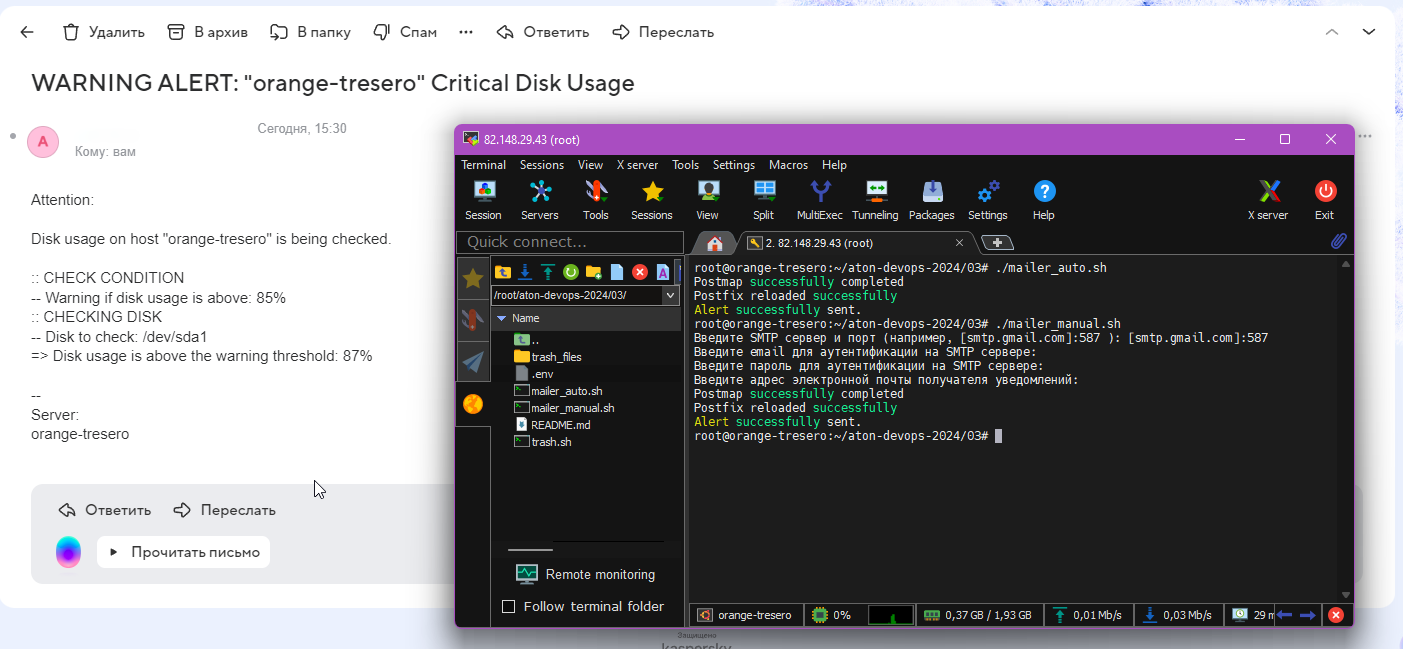 Удалить
В архив
В папку
Спам
Ответить
Переслать
WARNING ALERT: "orange-tresero" Critical Disk Usage
Сегодня, 15:30
A
Кому: вам
Attention:
Disk usage on host "orange-tresero" is being checked.
:: CHECK CONDITION
-- Warning if disk usage is above: 85%
:: CHECKING DISK
-- Disk to check: /dev/sda1
=> Disk usage is above the warning threshold: 87%
--
Server:
orange-tresero
Ответить
Переслать
Прочитать письмо
82.148.29.43 (root)
Terminal Sessions View X server Tools Settings Macros Help
Session Servers Tools Sessions View Split MultiExec Tunneling Packages Settings Help X server Exit
Quick connect...
2. 82.148.29.43 (root)
/root/aton-devops-2024/03/
Name
..
trash_files
.env
mailer_auto.sh
mailer_manual.sh
README.md
trash.sh
Remote monitoring
Follow terminal folder
root@orange-tresero:~/aton-devops-2024/03# ./mailer_auto.sh
Postmap successfully completed
Postfix reloaded successfully
Alert successfully sent.
root@orange-tresero:~/aton-devops-2024/03# ./mailer_manual.sh
Введите SMTP сервер и порт (например, [smtp.gmail.com]:587 ): [smtp.gmail.com]:587
Введите email для аутентификации на SMTP сервере:
Введите пароль для аутентификации на SMTP сервере:
Введите адрес электронной почты получателя уведомлений:
Postmap successfully completed
Postfix reloaded successfully
Alert successfully sent.
root@orange-tresero:~/aton-devops-2024/03#
orange-tresero 0% 0,37 GB / 1,93 GB 0,01 Mb/s 0,03 Mb/s 29 m
Защищено
kaspersky